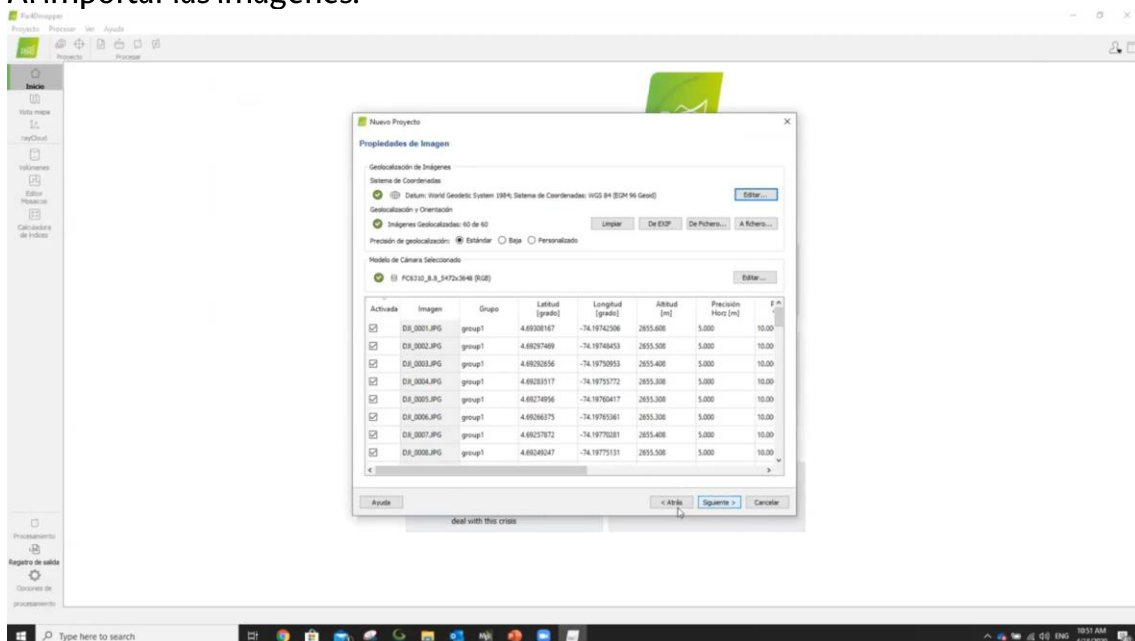 Al importar las imágenes:
Pix4Dmapper
Proyecto Procesar Ver Ayuda
Proyecto Procesar
Inicio
Vista mapa
rayCloud
Volúmenes
Editor
Mosaicos
Calculadora
de Indices
Nuevo Proyecto
Propiedades de Imagen
Geolocalización de Imágenes
Sistema de Coordenadas
Datum: World Geodetic System 1984; Sistema de Coordenadas: WGS 84 (EGM 96 Geoid)
Editar...
Geolocalización y Orientación
Imágenes Geolocalizadas: 60 de 60
Limpiar De EXIF De Fichero... A fichero...
Precisión de geolocalización: Estándar Baja Personalizado
Modelo de Cámara Seleccionado
FC6310_8.8_5472x3648 (RGB)
Editar...
Activada Imagen Grupo Latitud [grado] Longitud [grado] Altitud [m] Precisión Horz [m]
DJI_0001.JPG group1 4.69308167 -74.19742506 2655.608 5.000 10.00
DJI_0002.JPG group1 4.69297469 -74.19748453 2655.508 5.000 10.00
DJI_0003.JPG group1 4.69292656 -74.19750953 2655.408 5.000 10.00
DJI_0004.JPG group1 4.69283517 -74.19755772 2655.308 5.000 10.00
DJI_0005.JPG group1 4.69274956 -74.19760417 2655.308 5.000 10.00
DJI_0006.JPG group1 4.69266375 -74.19765361 2655.308 5.000 10.00
DJI_0007.JPG group1 4.69257872 -74.19770281 2655.408 5.000 10.00
DJI_0008.JPG group1 4.69249247 -74.19775131 2655.508 5.000 10.00
Ayuda < Atrás Siguiente > Cancelar
deal with this crisis
Procesamiento
Registro de salida
Opciones de
procesamiento
Type here to search
ENG
10:51 AM